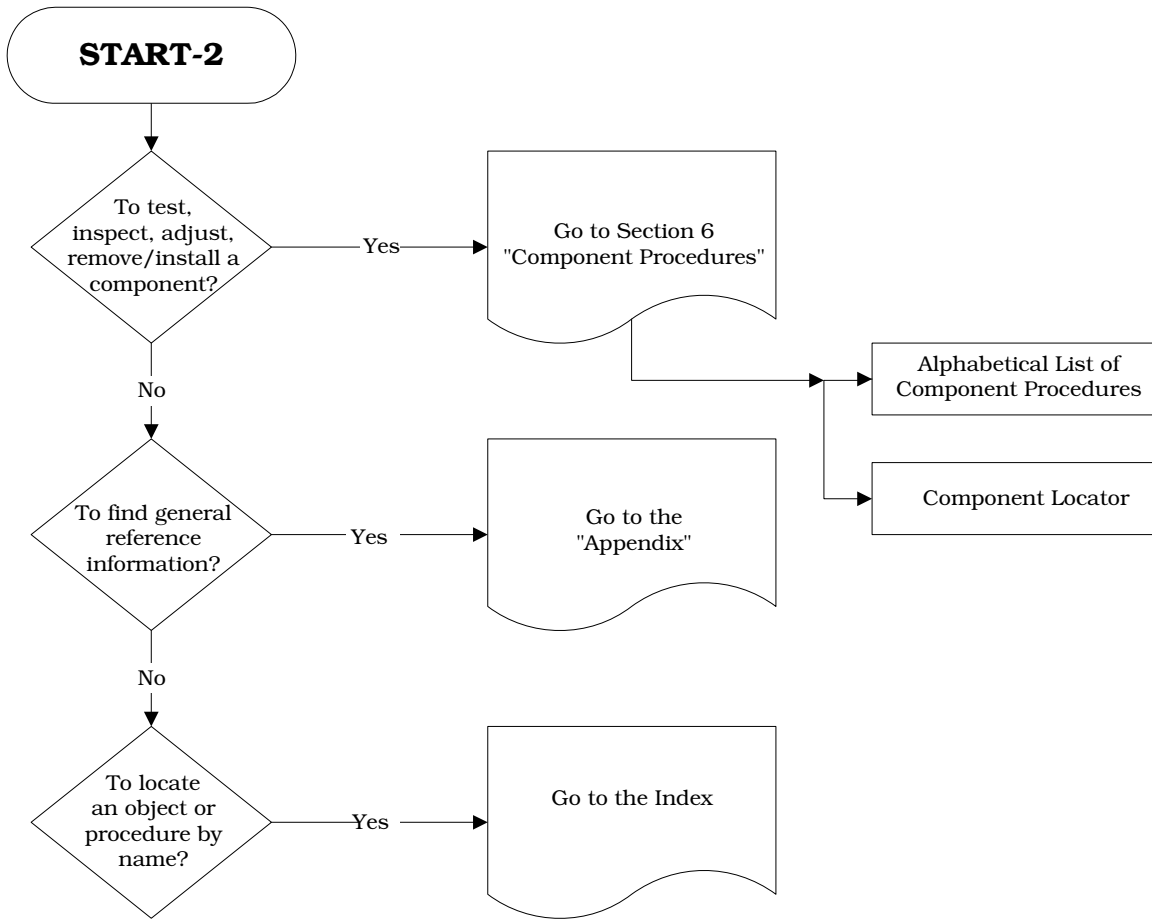 START-2
To test,
inspect, adjust,
remove/install a
component?
Yes
Go to Section 6
"Component Procedures"
Alphabetical List of
Component Procedures
Component Locator
No
To find general
reference
information?
Yes
Go to the
"Appendix"
No
To locate
an object or
procedure by
name?
Yes
Go to the Index